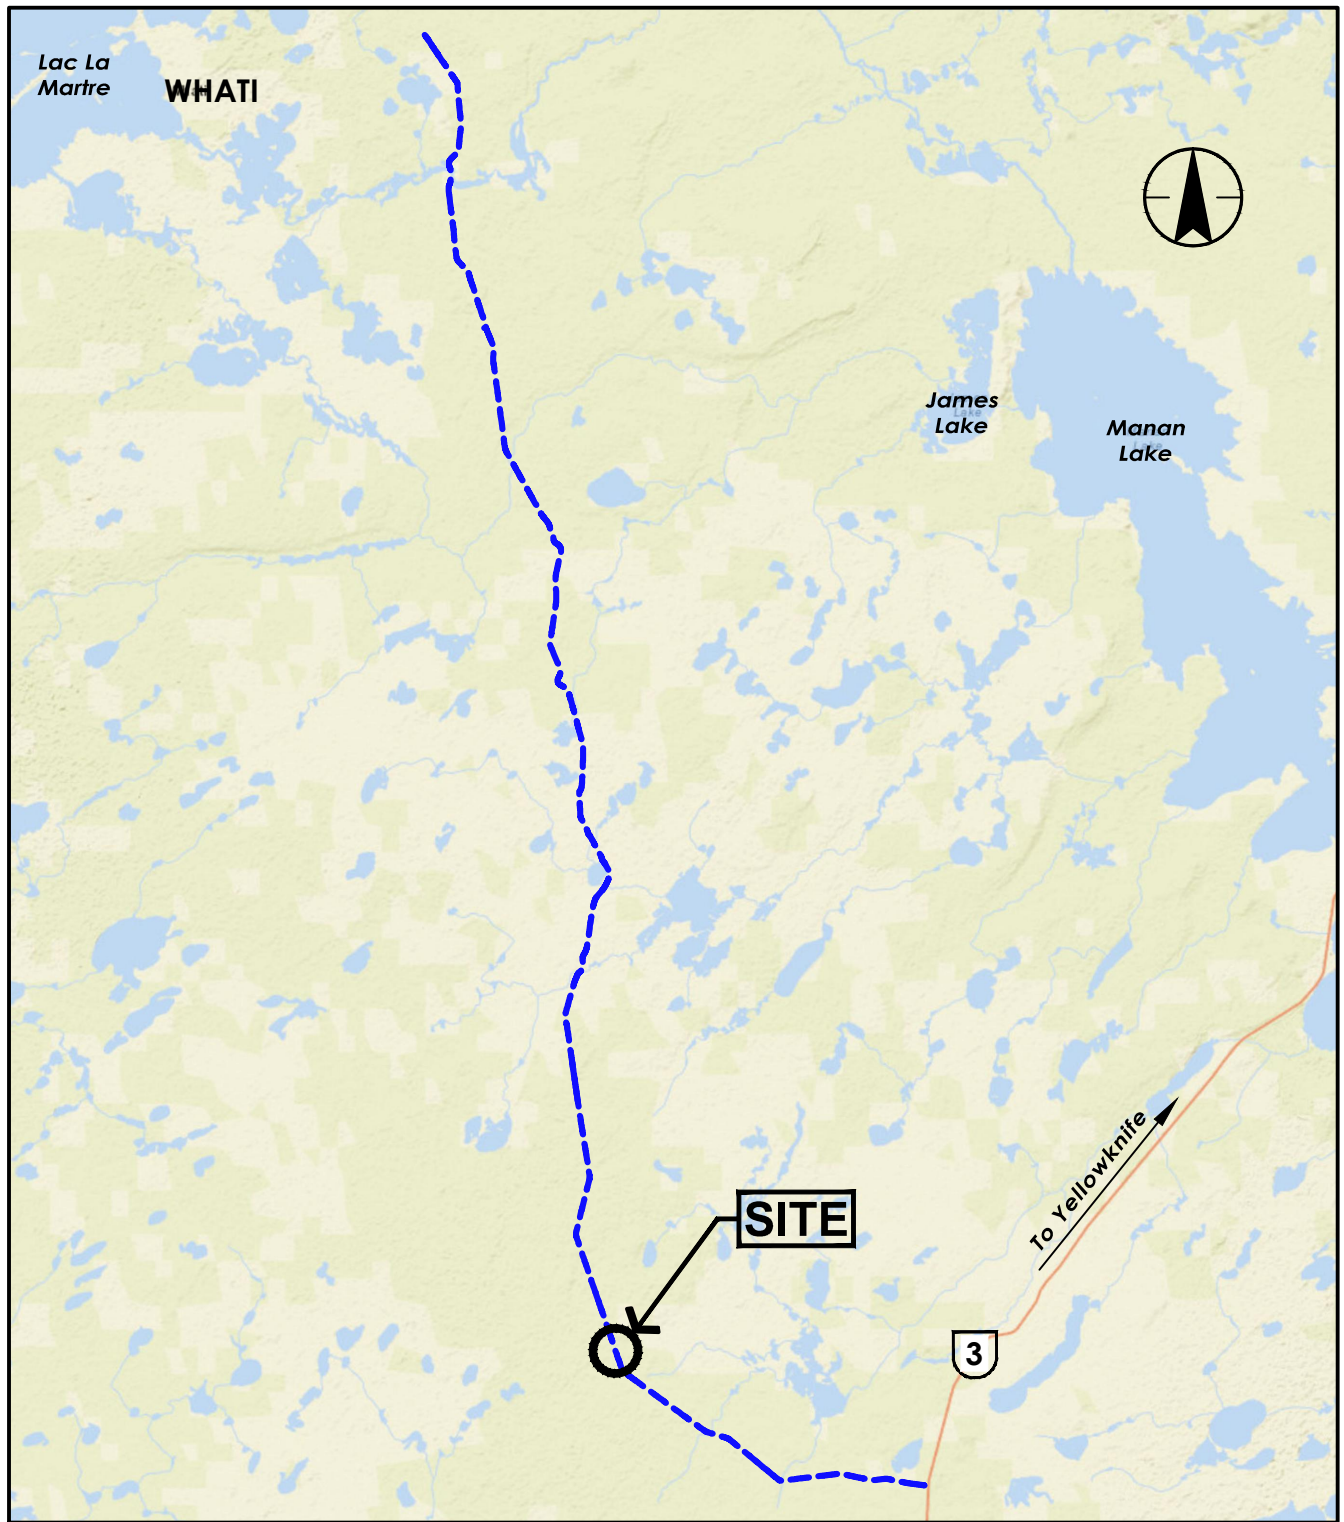 Lac La
Martre
WHATI
James
Lake
Manan
Lake
SITE
To Yellowknife
3